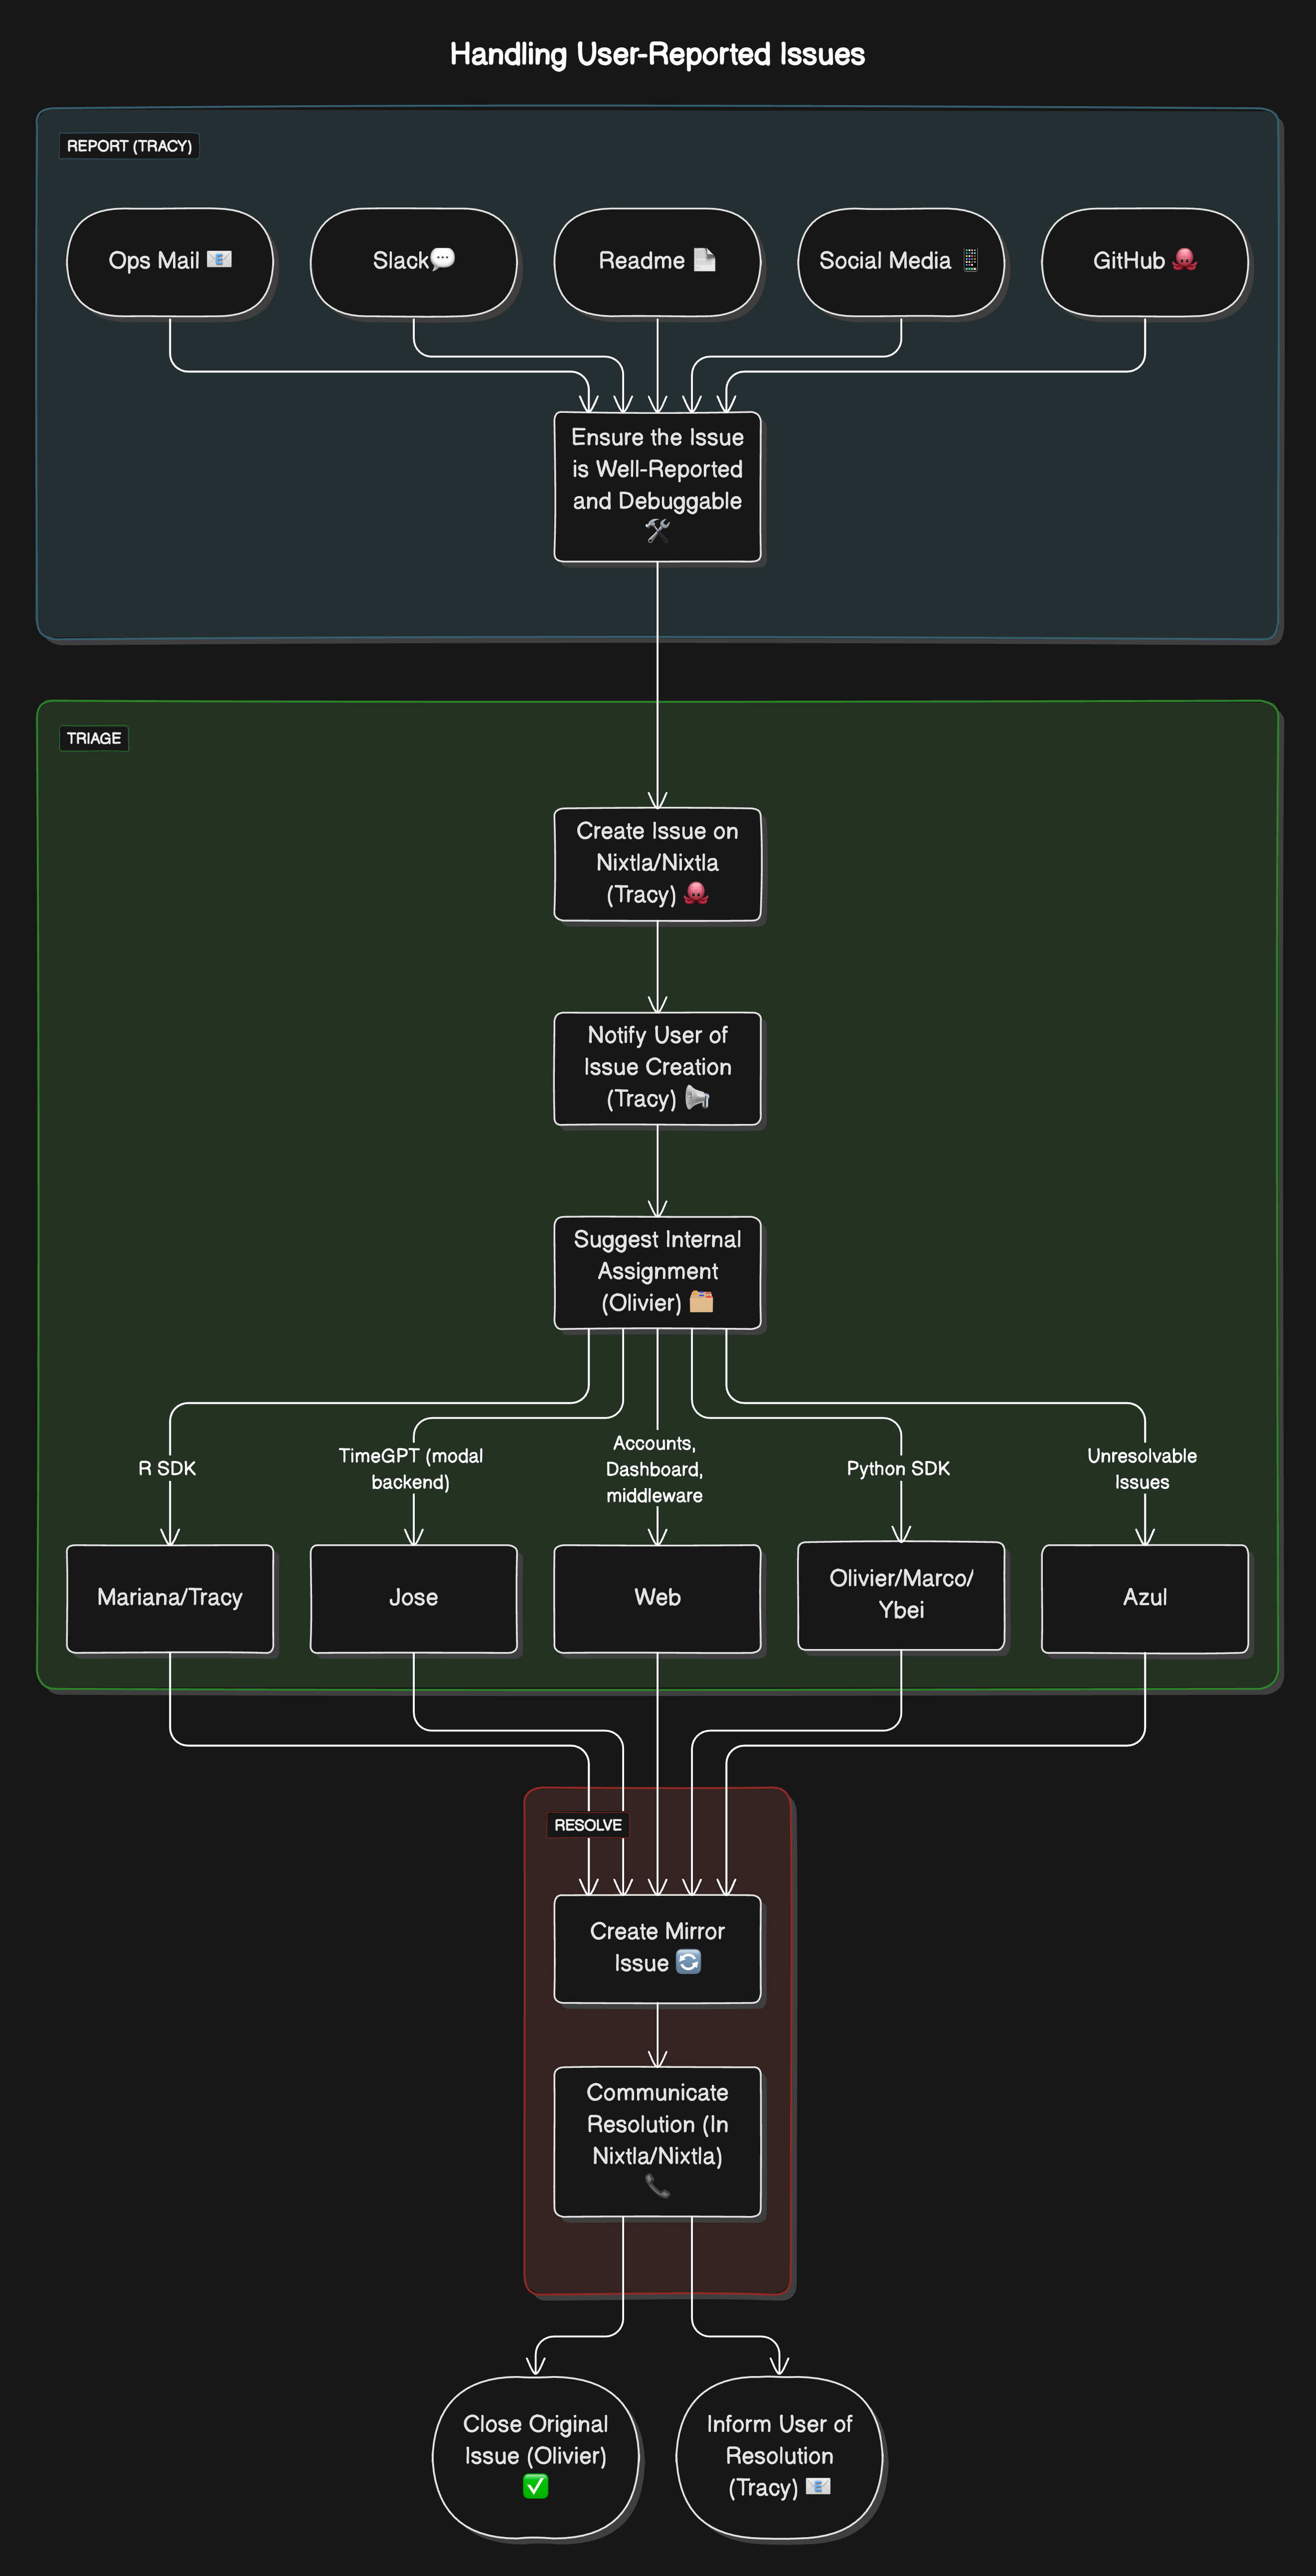 Handling User-Reported Issues
REPORT (TRACY)
Ops Mail 📧
Slack💬
Readme 📄
Social Media 📱
GitHub 🐙
Ensure the Issue
is Well-Reported
and Debuggable
🛠️
TRIAGE
Create Issue on
Nixtla/Nixtla
(Tracy) 🐙
Notify User of
Issue Creation
(Tracy) 📢
Suggest Internal
Assignment
(Olivier) 🗂️
R SDK
TimeGPT (modal
backend)
Accounts,
Dashboard,
middleware
Python SDK
Unresolvable
Issues
Mariana/Tracy
Jose
Web
Olivier/Marco/
Ybei
Azul
RESOLVE
Create Mirror
Issue 🔄
Communicate
Resolution (In
Nixtla/Nixtla)
📞
Close Original
Issue (Olivier)
✅
Inform User of
Resolution
(Tracy) 📧